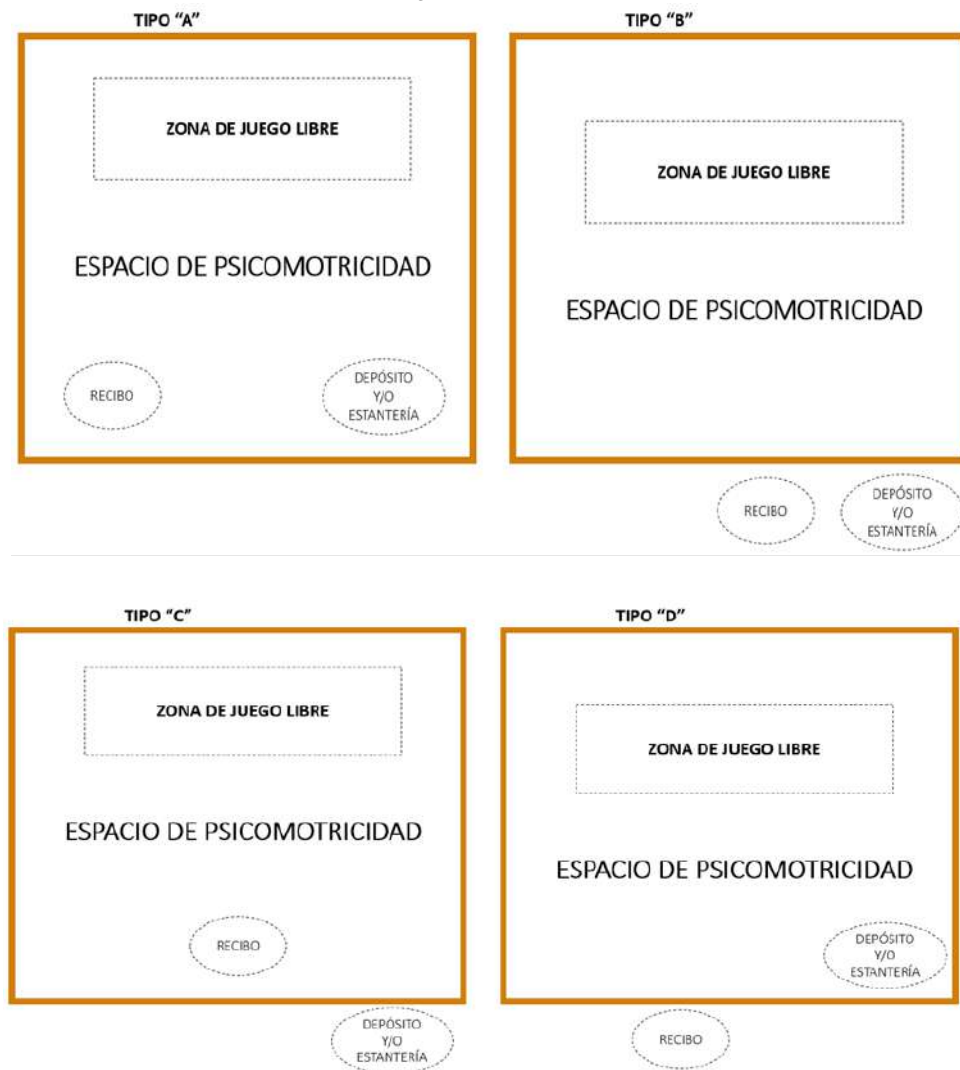 TIPO “A”
ZONA DE JUEGO LIBRE
ESPACIO DE PSICOMOTRICIDAD
RECIBO
DEPÓSITO
Y/O
ESTANTERÍA
TIPO “B”
ZONA DE JUEGO LIBRE
ESPACIO DE PSICOMOTRICIDAD
RECIBO
DEPÓSITO
Y/O
ESTANTERÍA
TIPO “C”
ZONA DE JUEGO LIBRE
ESPACIO DE PSICOMOTRICIDAD
RECIBO
DEPÓSITO
Y/O
ESTANTERÍA
TIPO “D”
ZONA DE JUEGO LIBRE
ESPACIO DE PSICOMOTRICIDAD
DEPÓSITO
Y/O
ESTANTERÍA
RECIBO